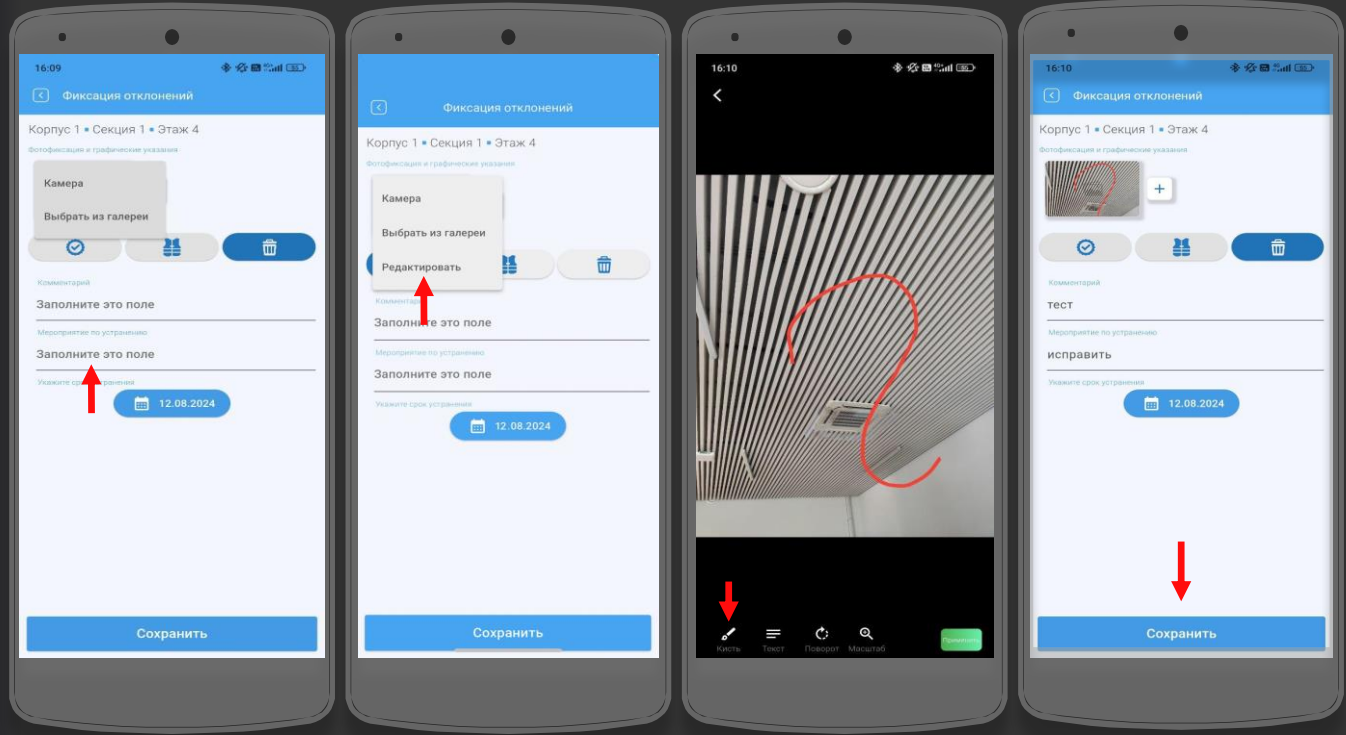 16:09
Фиксация отклонений
Корпус 1 • Секция 1 • Этаж 4
Фотофиксация и графические указания
Камера
Выбрать из галереи
Комментарий
Заполните это поле
Мероприятие по устранению
Заполните это поле
Укажите
12.08.2024
Сохранить
Фиксация отклонений
Корпус 1 • Секция 1 • Этаж 4
Фотофиксация и графические указания
Камера
Выбрать из галереи
Редактировать
Комментарий
Заполните это поле
Мероприятие по устранению
Заполните это поле
Укажите срок устранения
12.08.2024
Сохранить
16:10
Кисть
Текст
Поворот
Масштаб
Применить
16:10
Фиксация отклонений
Корпус 1 • Секция 1 • Этаж 4
Фотофиксация и графические указания
Комментарий
тест
Мероприятие по устранению
исправить
Укажите срок устранения
12.08.2024
Сохранить